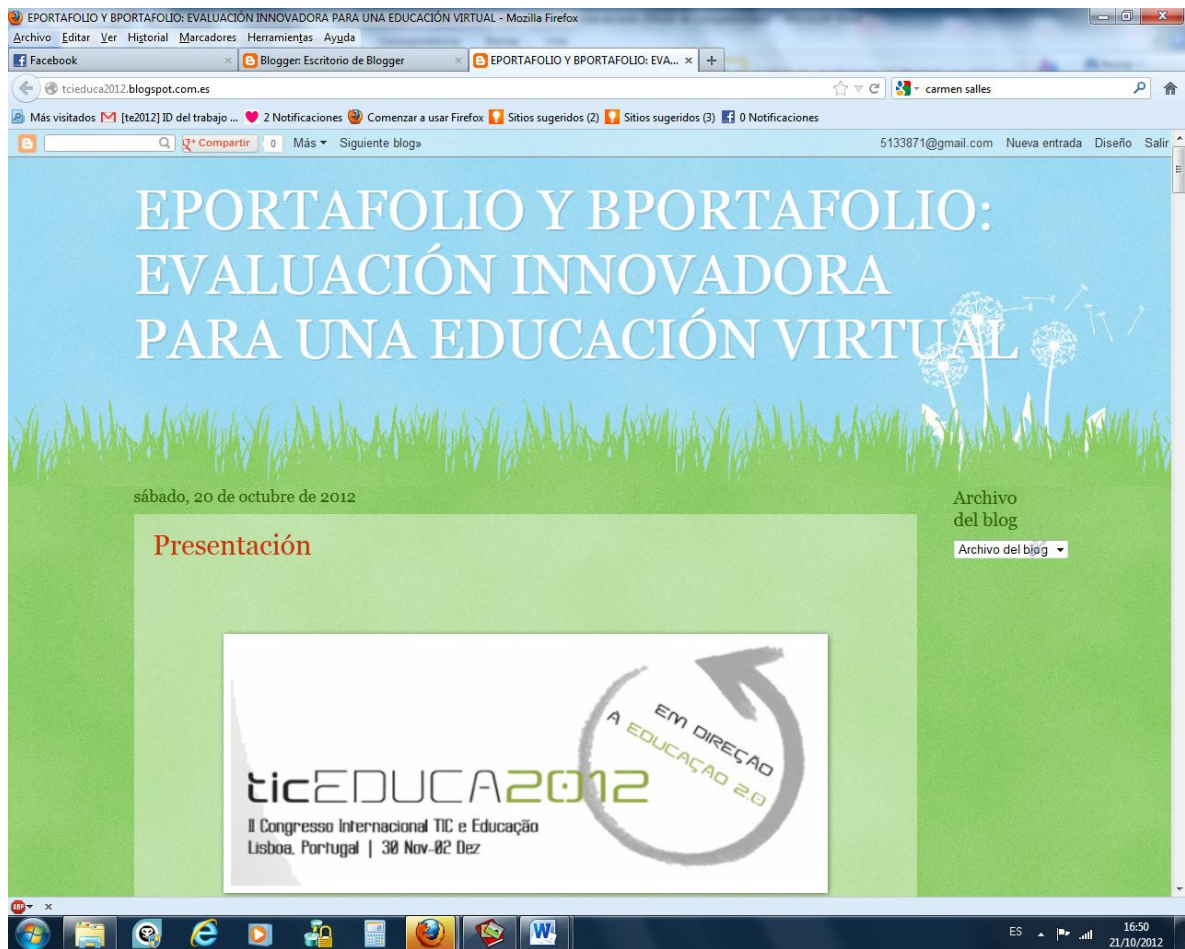 EPORTAFOLIO Y BPORTAFOLIO: EVALUACIÓN INNOVADORA PARA UNA EDUCACIÓN VIRTUAL - Mozilla Firefox
Archivo Editar Ver Historial Marcadores Herramientas Ayuda
Facebook × Blogger: Escritorio de Blogger × EPORTAFOLIO Y BPORTAFOLIO: EVA... × +
tcieduca2012.blogspot.com.es carmen salles
Más visitados [te2012] ID del trabajo ... 2 Notificaciones Comenzar a usar Firefox Sitios sugeridos (2) Sitios sugeridos (3) 0 Notificaciones
Compartir 0 Más Siguiente blog» 5133871@gmail.com Nueva entrada Diseño Salir
EPORTAFOLIO Y BPORTAFOLIO:
EVALUACIÓN INNOVADORA
PARA UNA EDUCACIÓN VIRTUAL
sábado, 20 de octubre de 2012
Archivo
del blog
Archivo del blog
Presentación
EM DIREÇÃO
A EDUCAÇÃO 2.0
ticEDUCA2012
II Congresso Internacional TIC e Educação
Lisboa, Portugal | 30 Nov-02 Dez
ABP ×
ES 16:50
21/10/2012